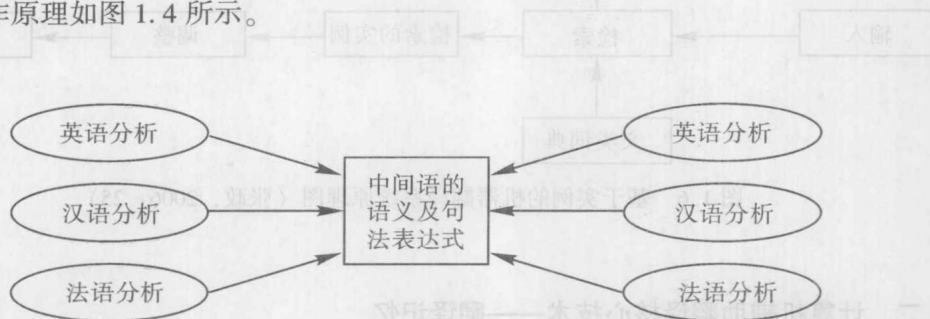 作原理如图 1.4 所示。
英语分析
英语分析
中间语的
语义及句
法表达式
汉语分析
汉语分析
法语分析
法语分析